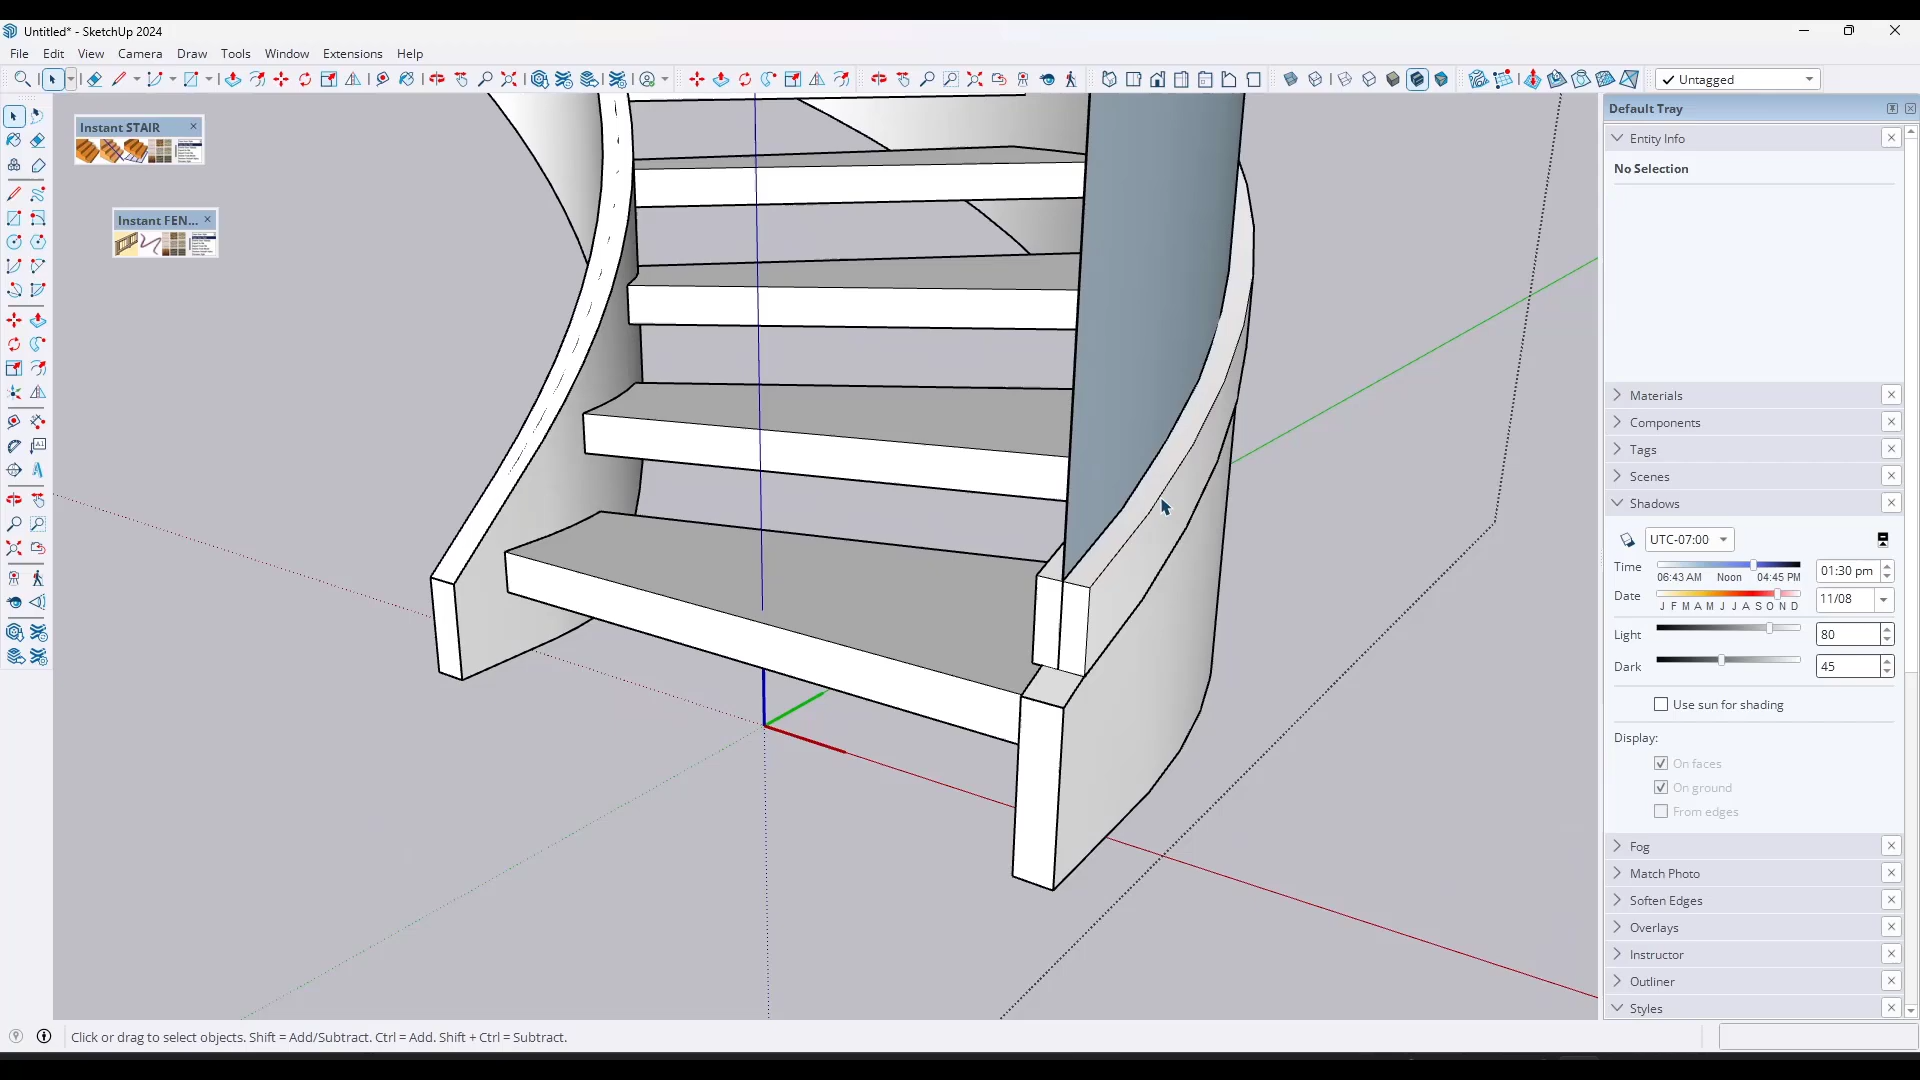 Untitled* - SketchUp 2024
File Edit View Camera Draw Tools Window Extensions Help
Untagged
Default Tray
Instant STAIR
Entity Info
No Selection
Instant FEN...
Materials
Components
Tags
Scenes
Shadows
UTC-07:00
Time
06:43 AM Noon 04:45 PM
01:30 pm
Date
J F M A M J J A S O N D
11/08
Light
80
Dark
45
Use sun for shading
Display:
On faces
On ground
From edges
Fog
Match Photo
Soften Edges
Overlays
Instructor
Outliner
Styles
Click or drag to select objects. Shift = Add/Subtract. Ctrl = Add. Shift + Ctrl = Subtract.